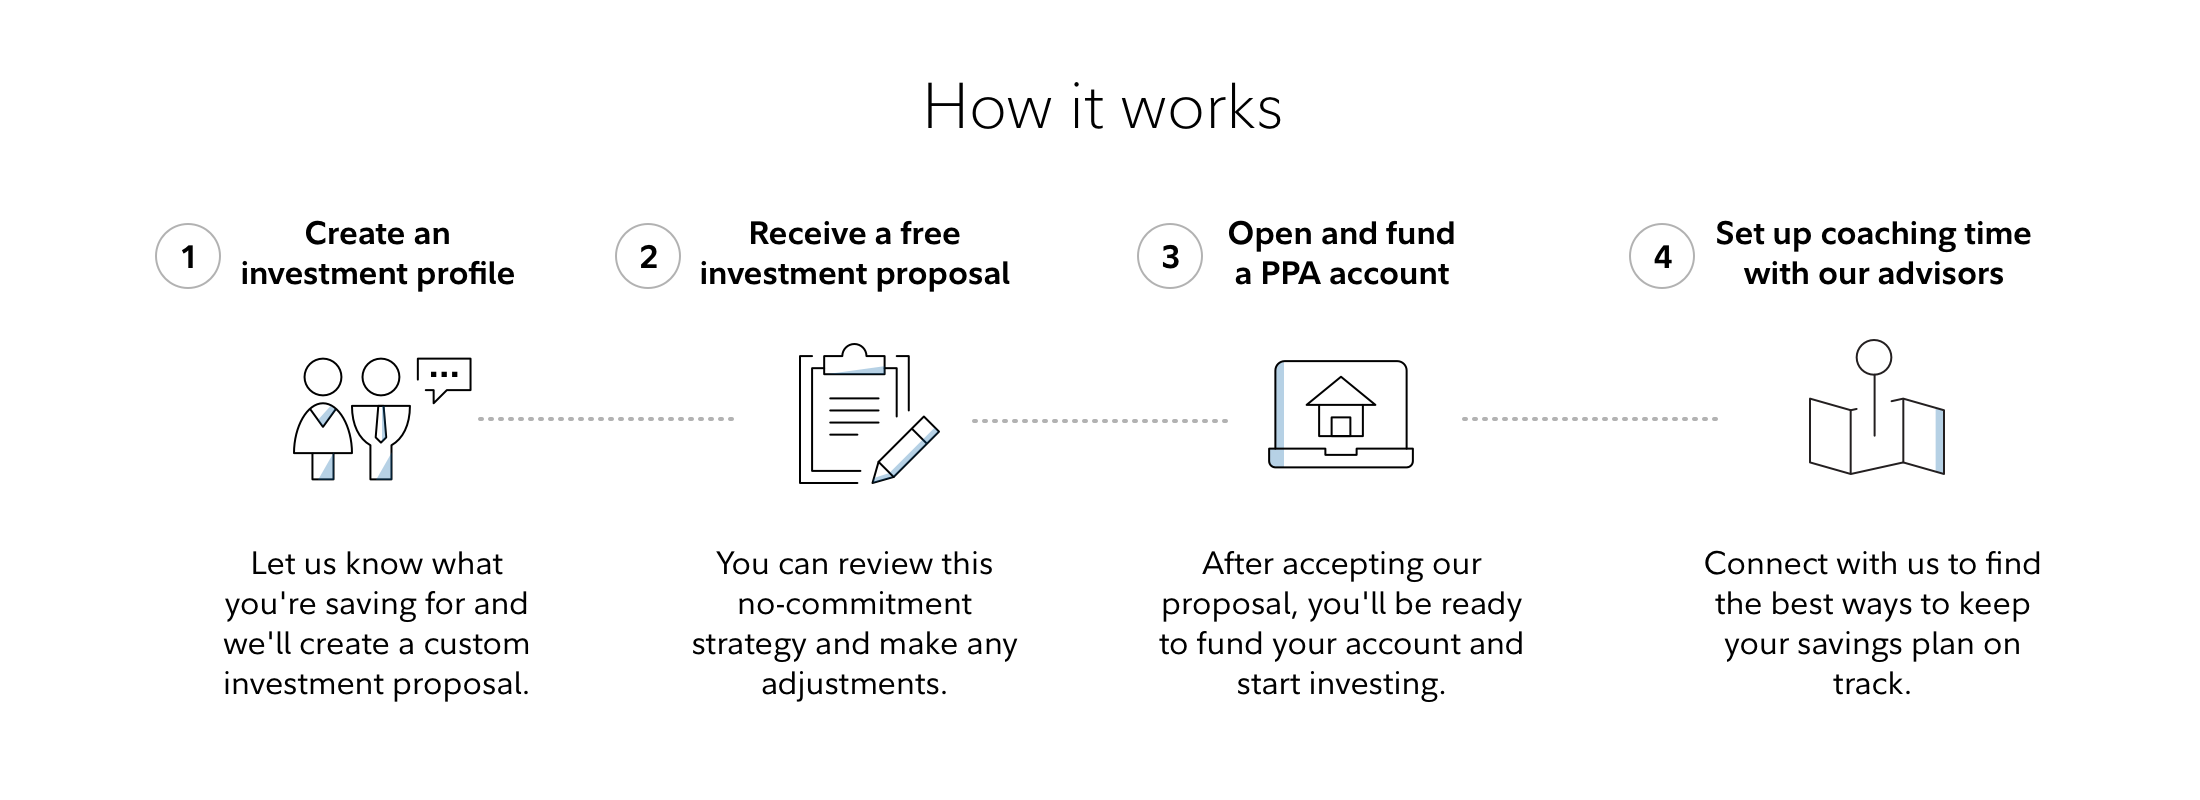 How it works
1
Create an
investment profile
Let us know what
you're saving for and
we'll create a custom
investment proposal.
2
Receive a free
investment proposal
You can review this
no-commitment
strategy and make any
adjustments.
3
Open and fund
a PPA account
After accepting our
proposal, you'll be ready
to fund your account and
start investing.
4
Set up coaching time
with our advisors
Connect with us to find
the best ways to keep
your savings plan on
track.